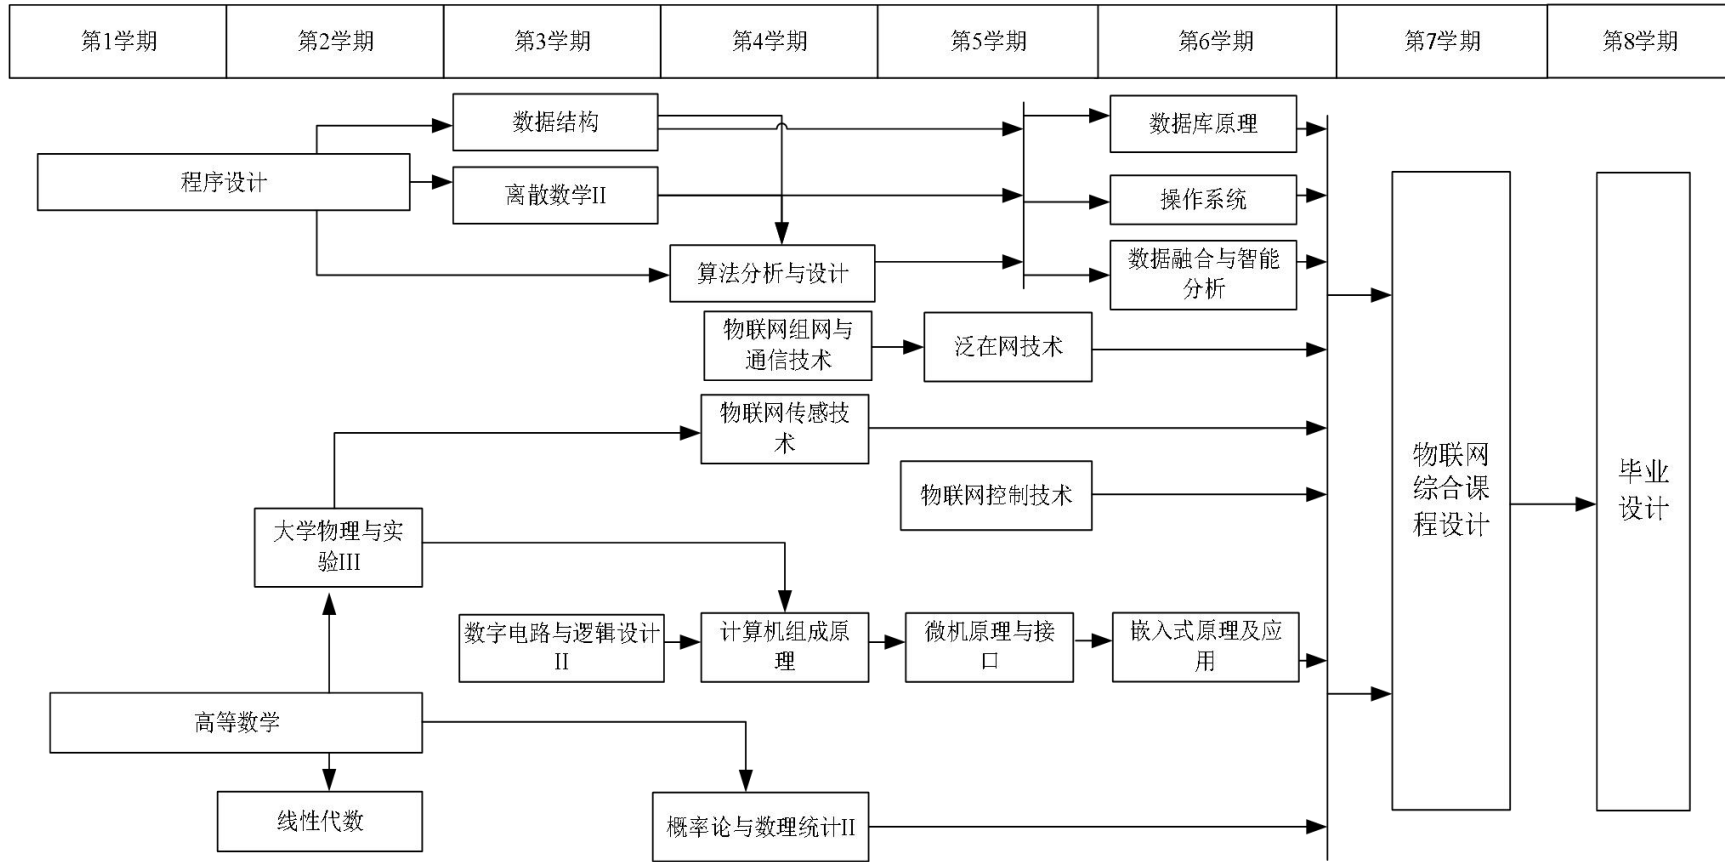 第1学期
第2学期
第3学期
第4学期
第5学期
第6学期
第7学期
第8学期
数据结构
数据库原理
程序设计
离散数学II
操作系统
算法分析与设计
数据融合与智能
分析
物联网组网与
通信技术
泛在网技术
物联网传感技
术
物联网控制技术
物联网
综合课
程设计
毕业
设计
大学物理与实
验III
数字电路与逻辑设计
II
计算机组成原
理
微机原理与接
口
嵌入式原理及应
用
高等数学
线性代数
概率论与数理统计II